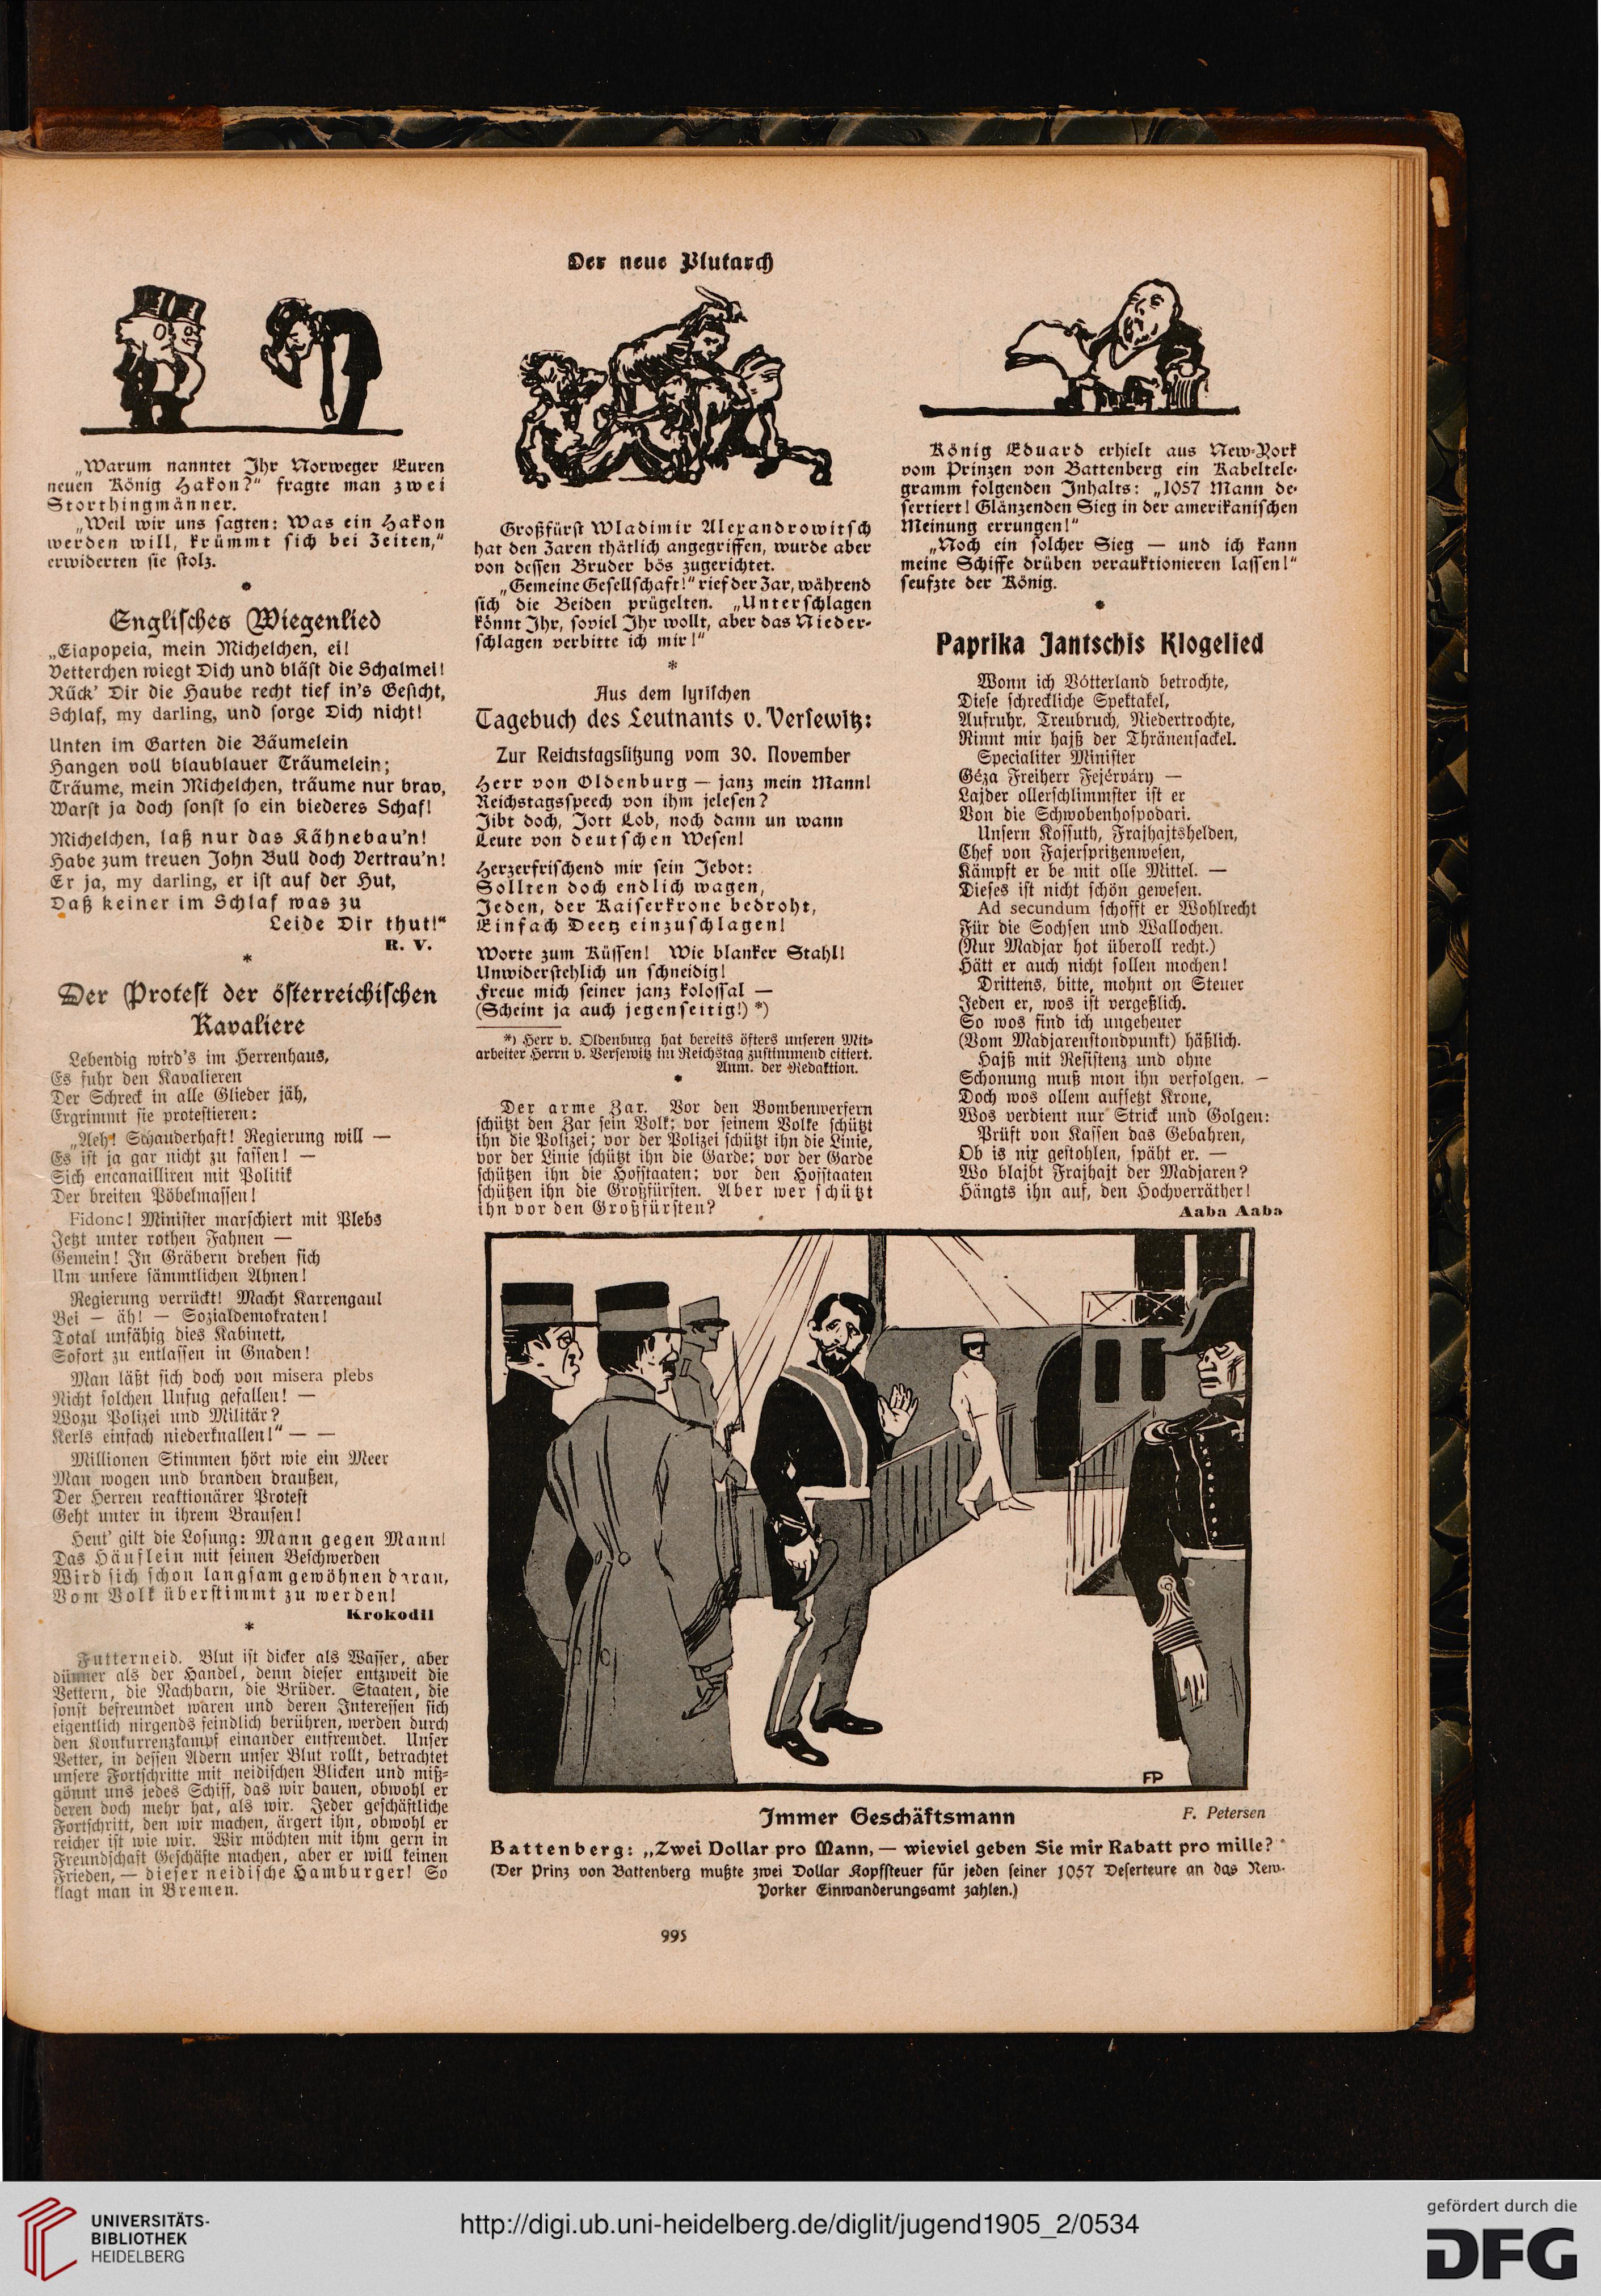 Der neue Plutarch
„Warum nanntet Ihr Norweger Euren
neuen König Hakon?“ fragte man zwei
Storthingmänner.
„Weil wir uns sagten: Was ein Hakon
werden will, krümmt sich bei Zeiten,“
erwiderten sie stolz.
*
Englisches Wiegenlied
„Eiapopeia, mein Michelchen, ei!
Vetterchen wiegt Dich und bläst die Schalmei!
Rück' Dir die Haube recht tief in's Gesicht,
Schlaf, my darling, und sorge Dich nicht!
Unten im Garten die Bäumelein
Hangen voll blaublauer Träumelein;
Träume, mein Michelchen, träume nur brav,
Warst ja doch sonst so ein biederes Schaf!
Michelchen, laß nur das Kähnebau'n!
Habe zum treuen John Bull doch Vertrau'n!
Er ja, my darling, er ist auf der Hut,
Daß keiner im Schlaf was zu
Leide Dir thut!“
R. V.
*
Der Protest der österreichischen
Kavaliere
Lebendig wird's im Herrenhaus,
Es fuhr den Kavalieren
Der Schreck in alle Glieder jäh,
Ergrimmt sie protestieren:
„Aeh! Schauderhaft! Regierung will —
Es ist ja gar nicht zu fassen! —
Sich encanailliren mit Politik
Der breiten Pöbelmassen!
Fidonc! Minister marschiert mit Plebs
Jetzt unter rothen Fahnen —
Gemein! In Gräbern drehen sich
Um unsere sämmtlichen Ahnen!
Regierung verrückt! Macht Karrengaul
Bei — äh! — Sozialdemokraten!
Total unfähig dies Kabinett,
Sofort zu entlassen in Gnaden!
Man läßt sich doch von misera plebs
Nicht solchen Unfug gefallen! —
Wozu Polizei und Militär?
Kerls einfach niederknallen!“ — —
Millionen Stimmen hört wie ein Meer
Man wogen und branden draußen,
Der Herren reaktionärer Protest
Geht unter in ihrem Brausen!
Heut' gilt die Losung: Mann gegen Mann!
Das Häuflein mit seinen Beschwerden
Wird sich schon langsam gewöhnen daran,
Vom Volk überstimmt zu werden!
Krokodil
*
Futterneid. Blut ist dicker als Wasser, aber
dünner als der Handel, denn dieser entzweit die
Vettern, die Nachbarn, die Brüder. Staaten, die
sonst befreundet waren und deren Interessen sich
eigentlich nirgends feindlich berühren, werden durch
den Konkurrenzkampf einander entfremdet. Unser
Vetter, in dessen Adern unser Blut rollt, betrachtet
unsere Fortschritte mit neidischen Blicken und miß-
gönnt uns jedes Schiff, das wir bauen, obwohl er
deren doch mehr hat, als wir. Jeder geschäftliche
Fortschritt, den wir machen, ärgert ihn, obwohl er
reicher ist wie wir. Wir möchten mit ihm gern in
Freundschaft Geschäfte machen, aber er will keinen
Frieden, — dieser neidische Hamburger! So
klagt man in Bremen.
Großfürst Wladimir Alexandrowitsch
hat den Zaren thätlich angegriffen, wurde aber
von dessen Bruder bös zugerichtet.
„Gemeine Gesellschaft!“ rief der Zar, während
sich die Beiden prügelten. „Unterschlagen
könnt Ihr, soviel Ihr wollt, aber das Nieder-
schlagen verbitte ich mir!“
*
Aus dem lyrischen
Tagebuch des Leutnants v. Versewitz:
Zur Reichstagssitzung vom 30. November
Herr von Oldenburg — janz mein Mann!
Reichstagsspeech von ihm jelesen?
Jibt doch, Jott Lob, noch dann un wann
Leute von deutschen Wesen!
Herzerfrischend mir sein Jebot:
Sollten doch endlich wagen,
Jeden, der Kaiserkrone bedroht,
Einfach Deetz einzuschlagen!
Worte zum Küssen! Wie blanker Stahl!
Unwiderstehlich un schneidig!
Freue mich seiner janz kolossal —
(Scheint ja auch jegenseitig!) *)
*) Herr v. Oldenburg hat bereits öfters unseren Mit-
arbeiter Herrn v. Versewitz im Reichstag zustimmend citiert.
Anm. der Redaktion.
*
Der arme Zar. Vor den Bombenwerfern
schützt den Zar sein Volk; vor seinem Volke schützt
ihn die Polizei; vor der Polizei schützt ihn die Linie,
vor der Linie schützt ihn die Garde; vor der Garde
schützen ihn die Hofstaaten; vor den Hofstaaten
schützen ihn die Großfürsten. Aber wer schützt
ihn vor den Großfürsten?
König Eduard erhielt aus New-York
vom Prinzen von Battenberg ein Kabeltele-
gramm folgenden Inhalts: „1057 Mann de-
sertiert! Glänzenden Sieg in der amerikanischen
Meinung errungen!“
„Noch ein solcher Sieg — und ich kann
meine Schiffe drüben verauktionieren lassen!“
seufzte der König.
*
Paprika Jantschis Klogelied
Wonn ich Vótterland betrochte,
Diese schreckliche Spektakel,
Aufruhr, Treubruch, Niedertrochte,
Rinnt mir hajß der Thränensackel.
Specialiter Minister
Géza Freiherr Fejérváry —
Lajder ollerschlimmster ist er
Von die Schwobenhospodari.
Unsern Kossuth, Frajhajtshelden,
Chef von Fajerspritzenwesen,
Kämpft er be mit olle Mittel. —
Dieses ist nicht schön gewesen.
Ad secundum schofft er Wohlrecht
Für die Sochsen und Wallochen.
(Nur Madjar hot überoll recht.)
Hätt er auch nicht sollen mochen!
Drittens, bitte, mohnt on Steuer
Jeden er, wos ist vergeßlich.
So wos find ich ungeheuer
(Vom Madjarenstondpunkt) häßlich.
Hajß mit Resistenz und ohne
Schonung muß mon ihn verfolgen. —
Doch wos ollem aufsetzt Krone,
Wos verdient nur Strick und Golgen:
Prüft von Kassen das Gebahren,
Ob is nix gestohlen, späht er. —
Wo blajbt Frajhajt der Madjaren?
Hängts ihn auf, den Hochverräther!
Aaba Aaba
FP
Immer Geschäftsmann
F. Petersen
Battenberg: „Zwei Dollar pro Mann, — wieviel geben Sie mir Rabatt pro mille?“
(Der Prinz von Battenberg mußte zwei Dollar Kopfsteuer für jeden seiner 1057 Deserteure an das New-
Yorker Einwanderungsamt zahlen.)
995
UNIVERSITÄTS-
BIBLIOTHEK
HEIDELBERG
http://digi.ub.uni-heidelberg.de/diglit/jugend1905_2/0534
gefördert durch die
DFG